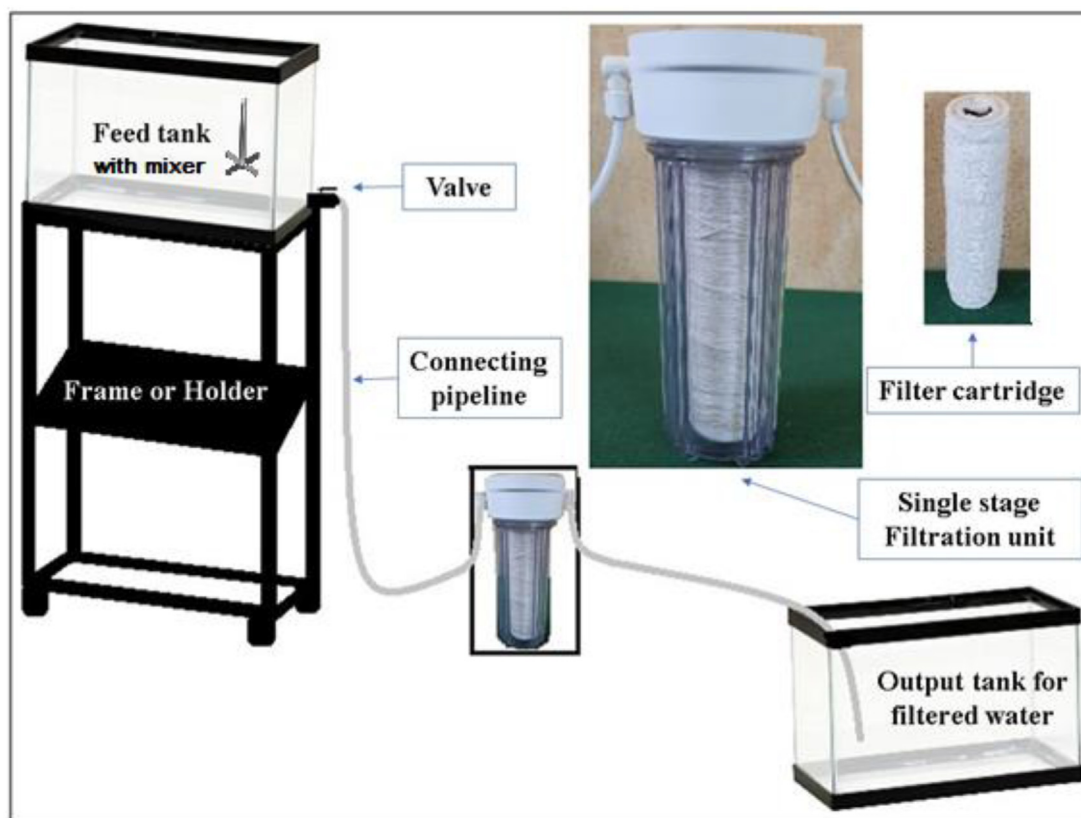 Feed tank
with mixer
Valve
Frame or Holder
Connecting
pipeline
Filter cartridge
Single stage
Filtration unit
Output tank for
filtered water